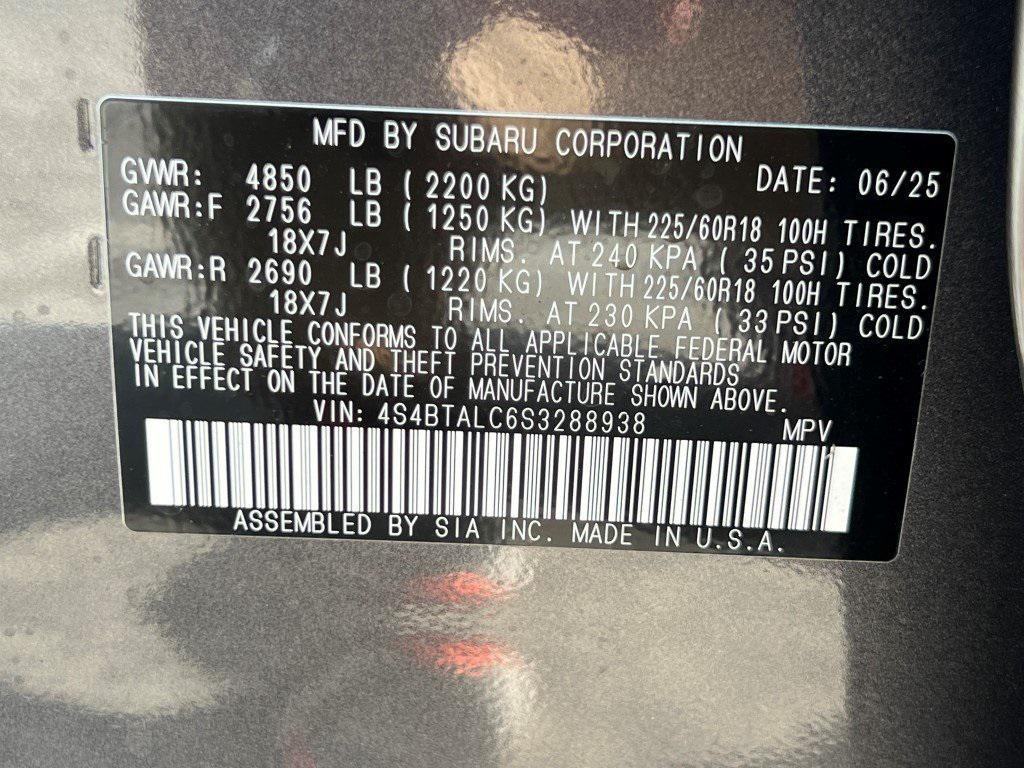 MFD BY SUBARU CORPORATION
GVWR: 4850 LB ( 2200 KG) DATE: 06/25
GAWR:F 2756 LB ( 1250 KG) WITH 225/60R18 100H TIRES.
18X7J RIMS. AT 240 KPA ( 35 PSI) COLD
GAWR:R 2690 LB ( 1220 KG) WITH 225/60R18 100H TIRES.
18X7J RIMS. AT 230 KPA ( 33 PSI) COLD
THIS VEHICLE CONFORMS TO ALL APPLICABLE FEDERAL MOTOR
VEHICLE SAFETY AND THEFT PREVENTION STANDARDS
IN EFFECT ON THE DATE OF MANUFACTURE SHOWN ABOVE.
VIN: 4S4BTALC6S3288938 MPV
ASSEMBLED BY SIA INC. MADE IN U.S.A.